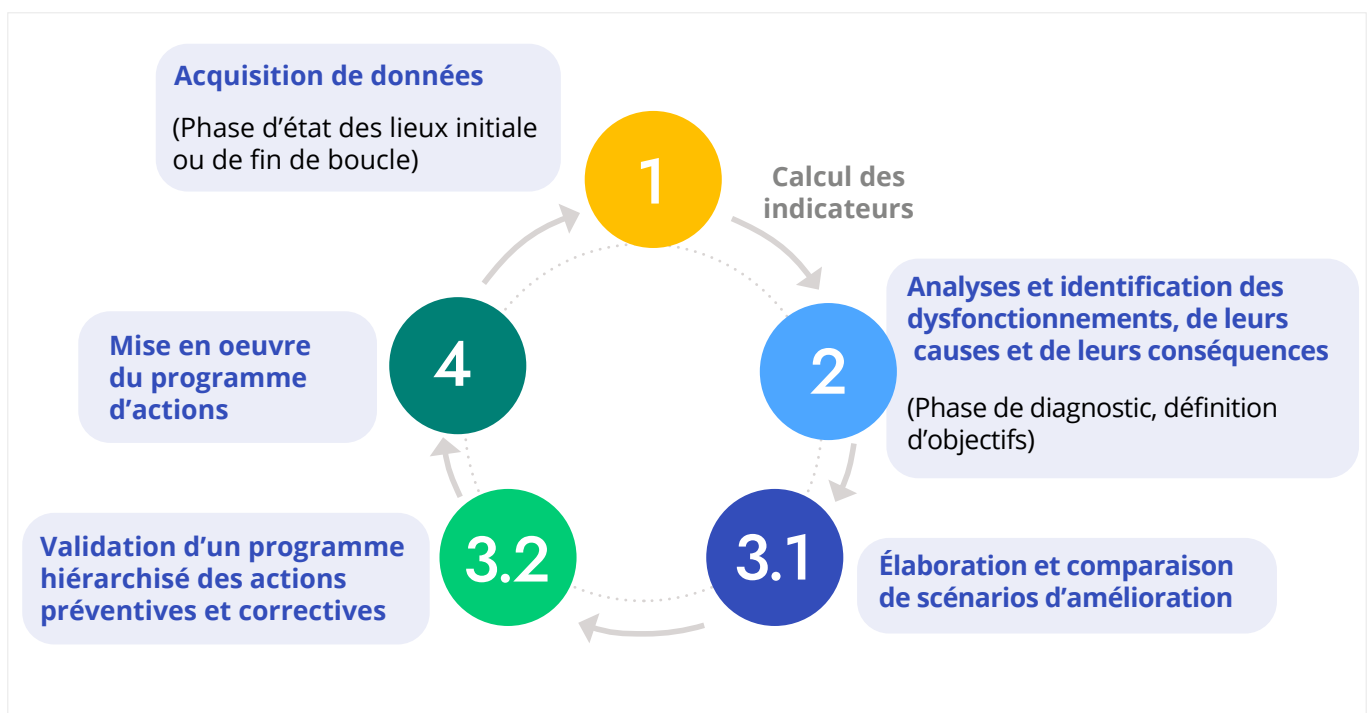 Acquisition de données
(Phase d’état des lieux initiale
ou de fin de boucle)
1
Calcul des
indicateurs
2
Analyses et identification des
dysfonctionnements, de leurs
causes et de leurs conséquences
(Phase de diagnostic, définition
d’objectifs)
3.1
Élaboration et comparaison
de scénarios d’amélioration
3.2
Validation d’un programme
hiérarchisé des actions
préventives et correctives
4
Mise en oeuvre
du programme
d’actions